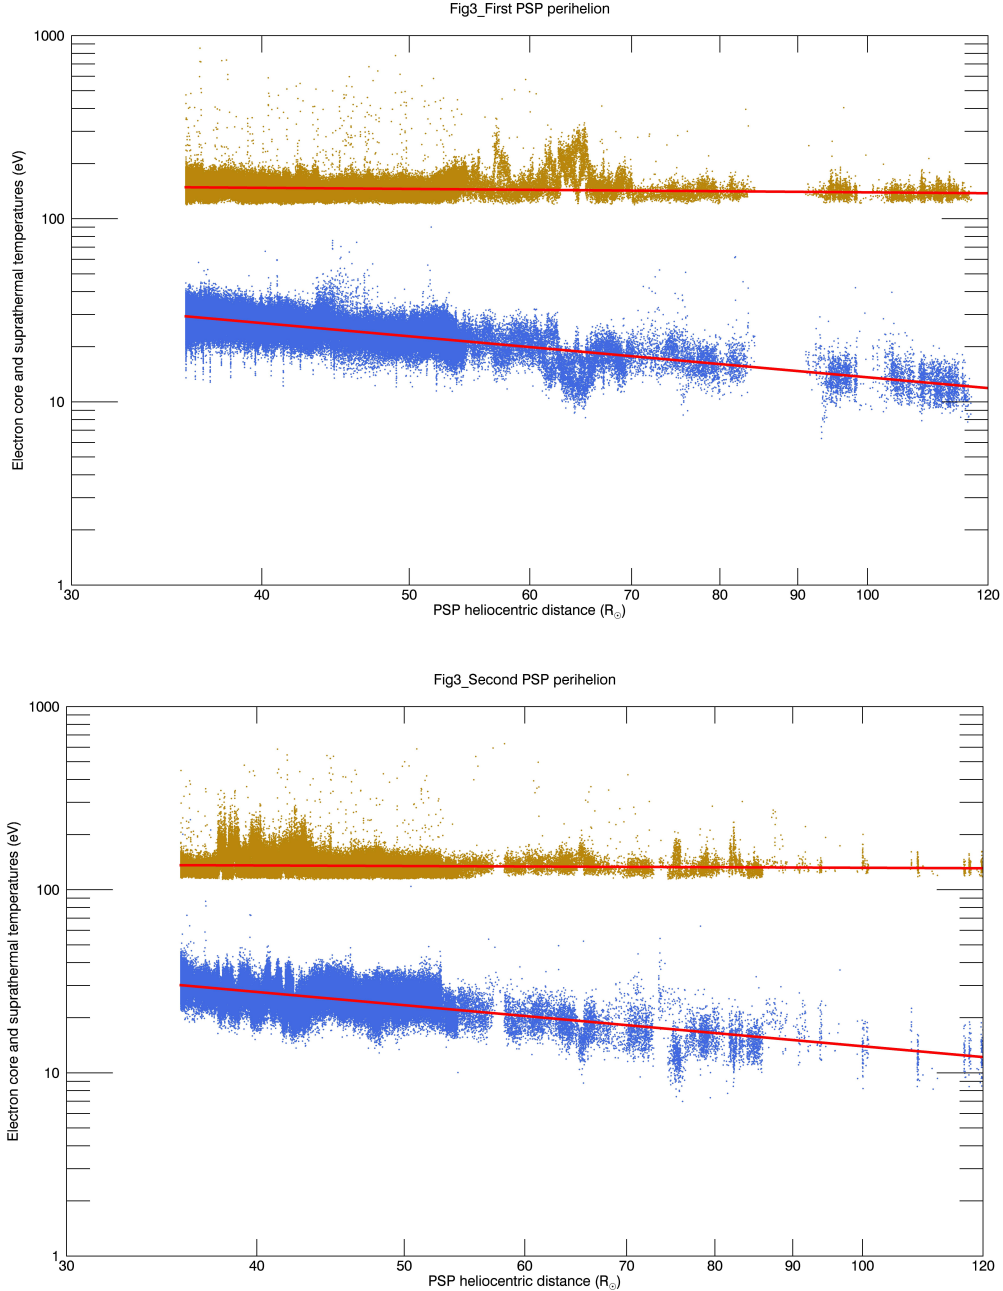 Fig3_First PSP perihelion
1000
100
10
1
Electron core and suprathermal temperatures (eV)
30 40 50 60 70 80 90 100 120
PSP heliocentric distance (R☉)
Fig3_Second PSP perihelion
1000
100
10
1
Electron core and suprathermal temperatures (eV)
30 40 50 60 70 80 90 100 120
PSP heliocentric distance (R☉)